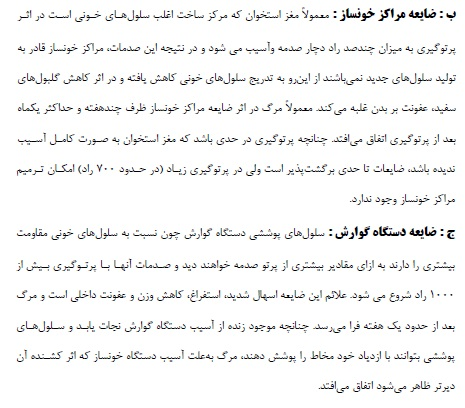 ب : ضایعه مراکز خونساز : معمولاً مغز استخوان که مرکز ساخت اغلب سلول‌های خونی است در اثر
پرتوگیری به میزان چندصد راد دچار صدمه وآسیب می شود و در نتیجه این صدمات، مراکز خونساز قادر به
تولید سلول‌های جدید نمی‌باشند از این‌رو به تدریج سلول‌های خونی کاهش یافته و در اثر کاهش گلبول‌های
سفید، عفونت بر بدن غلبه می‌کند. معمولاً مرگ در اثر ضایعه مراکز خونساز ظرف چندهفته و حداکثر یکماه
بعد از پرتوگیری اتفاق می‌افتد. چنانچه پرتوگیری در حدی باشد که مغز استخوان به صورت کامل آسیب
ندیده باشد، ضایعات تا حدی برگشت‌پذیر است ولی در پرتوگیری زیاد (در حدود ۷۰۰ راد) امکان ترمیم
مراکز خونساز وجود ندارد.
ج : ضایعه دستگاه گوارش : سلول‌های پوششی دستگاه گوارش چون نسبت به سلول‌های خونی مقاومت
بیشتری را دارند به ازای مقادیر بیشتری از پرتو صدمه خواهند دید و صدمات آنها با پرتوگیری بیش از
۱۰۰۰ راد شروع می شود. علائم این ضایعه اسهال شدید، استفراغ، کاهش وزن و عفونت داخلی است و مرگ
بعد از حدود یک هفته فرا می‌رسد. چنانچه موجود زنده از آسیب دستگاه گوارش نجات یابد و سلول‌های
پوششی بتوانند با ازدیاد خود مخاط را پوشش دهند، مرگ به‌علت آسیب دستگاه خونساز که اثر کشنده آن
دیرتر ظاهر می‌شود اتفاق می‌افتد.